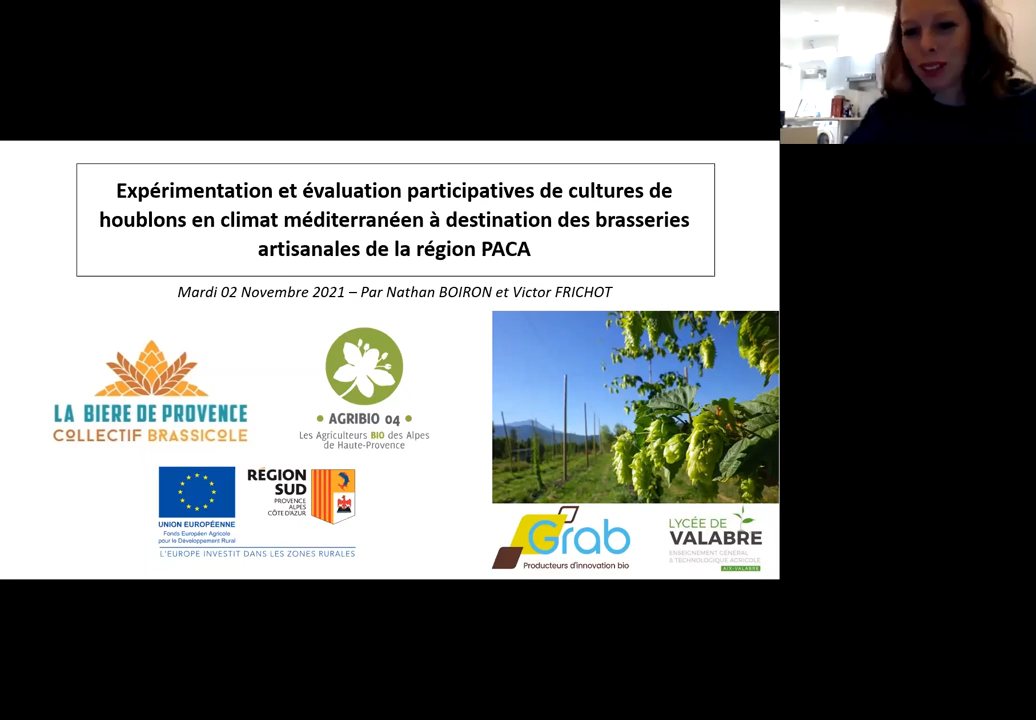 Expérimentation et évaluation participatives de cultures de
houblons en climat méditerranéen à destination des brasseries
artisanales de la région PACA
Mardi 02 Novembre 2021 – Par Nathan BOIRON et Victor FRICHOT
LA BIERE DE PROVENCE
COLLECTIF BRASSICOLE
• AGRIBIO 04 •
Les Agriculteurs BIO des Alpes
de Haute-Provence
UNION EUROPÉENNE
Fonds Européen Agricole
pour le Développement Rural
RÉGION
SUD
PROVENCE
ALPES
CÔTE D'AZUR
L'EUROPE INVESTIT DANS LES ZONES RURALES
Grab
Producteurs d'innovation bio
LYCÉE DE
VALABRE
ENSEIGNEMENT GÉNÉRAL
& TECHNOLOGIQUE AGRICOLE
AIX-VALABRE